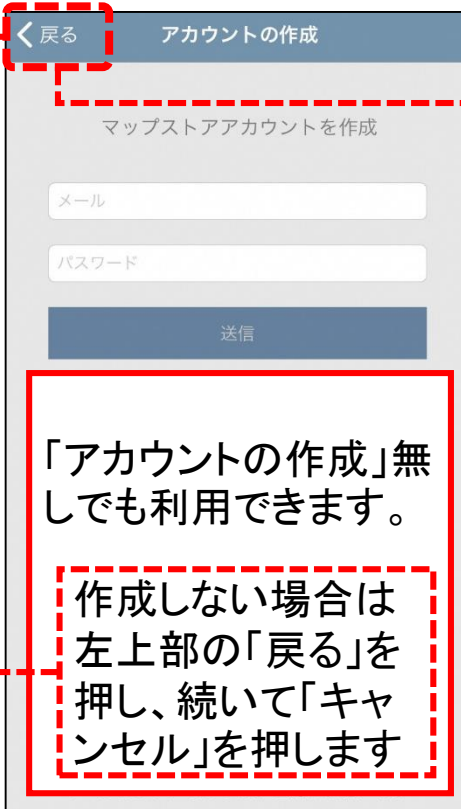 戻る アカウントの作成
マップストアアカウントを作成
メール
パスワード
送信
「アカウントの作成」無
しでも利用できます。
作成しない場合は
左上部の「戻る」を
押し、続いて「キャ
ンセル」を押します